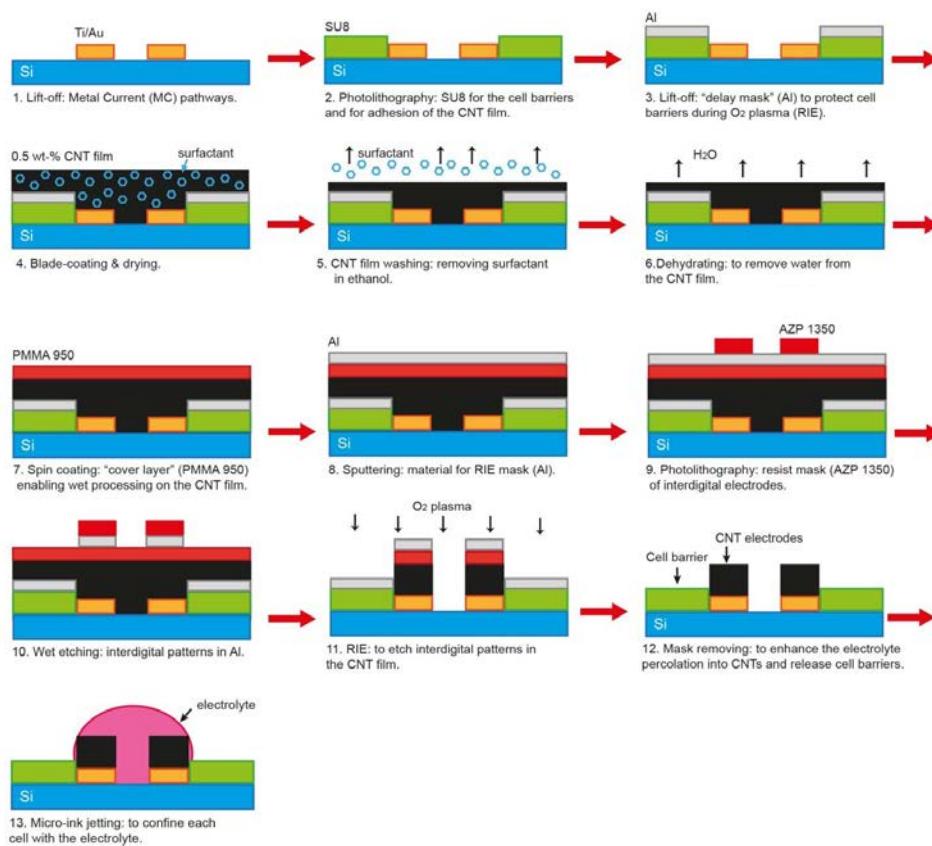 Ti/Au
Si
1. Lift-off: Metal Current (MC) pathways.
SU8
Si
2. Photolithography: SU8 for the cell barriers
and for adhesion of the CNT film.
Al
Si
3. Lift-off: “delay mask” (Al) to protect cell
barriers during O₂ plasma (RIE).
0.5 wt-% CNT film
surfactant
Si
4. Blade-coating & drying.
surfactant
Si
5. CNT film washing: removing surfactant
in ethanol.
H₂O
Si
6.Dehydrating: to remove water from
the CNT film.
PMMA 950
Si
7. Spin coating: “cover layer” (PMMA 950)
enabling wet processing on the CNT film.
Al
Si
8. Sputtering: material for RIE mask (Al).
AZP 1350
Si
9. Photolithography: resist mask (AZP 1350)
of interdigital electrodes.
Si
10. Wet etching: interdigital patterns in Al.
O₂ plasma
Si
11. RIE: to etch interdigital patterns in
the CNT film.
Cell barrier
CNT electrodes
Si
12. Mask removing: to enhance the electrolyte
percolation into CNTs and release cell barriers.
electrolyte
Si
13. Micro-ink jetting: to confine each
cell with the electrolyte.